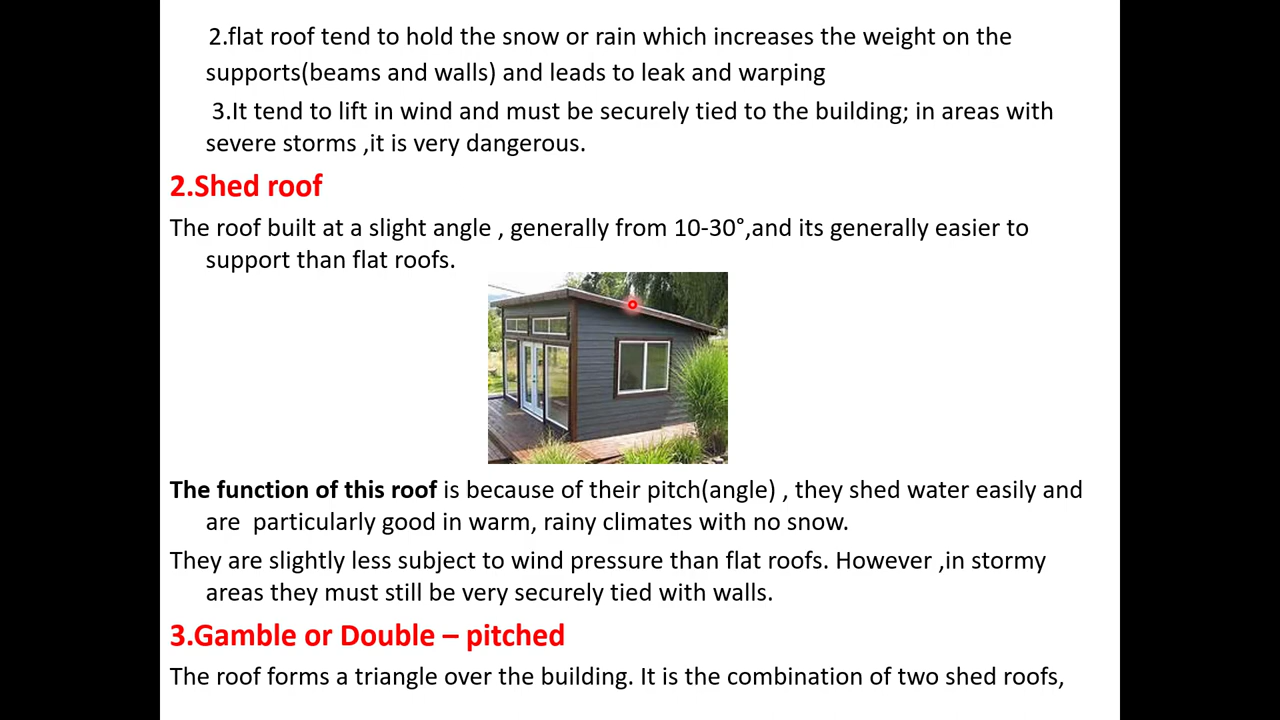 2.flat roof tend to hold the snow or rain which increases the weight on the
supports(beams and walls) and leads to leak and warping
3.It tend to lift in wind and must be securely tied to the building; in areas with
severe storms ,it is very dangerous.
2.Shed roof
The roof built at a slight angle , generally from 10-30°,and its generally easier to
support than flat roofs.
The function of this roof is because of their pitch(angle) , they shed water easily and
are particularly good in warm, rainy climates with no snow.
They are slightly less subject to wind pressure than flat roofs. However ,in stormy
areas they must still be very securely tied with walls.
3.Gamble or Double – pitched
The roof forms a triangle over the building. It is the combination of two shed roofs,